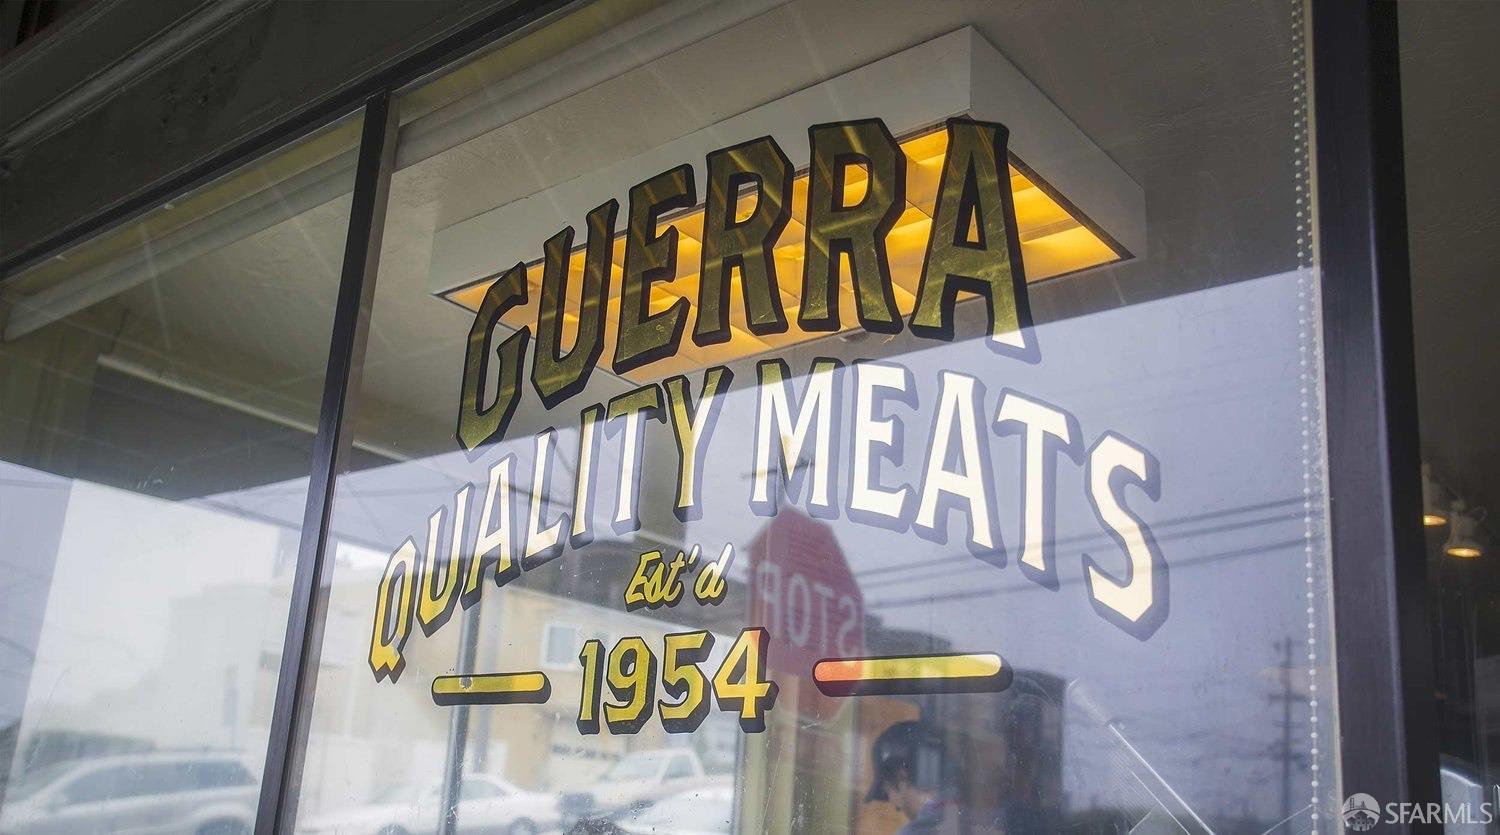 GUERRA
QUALITY MEATS
Est'd
1954
STOP
SFARMLS